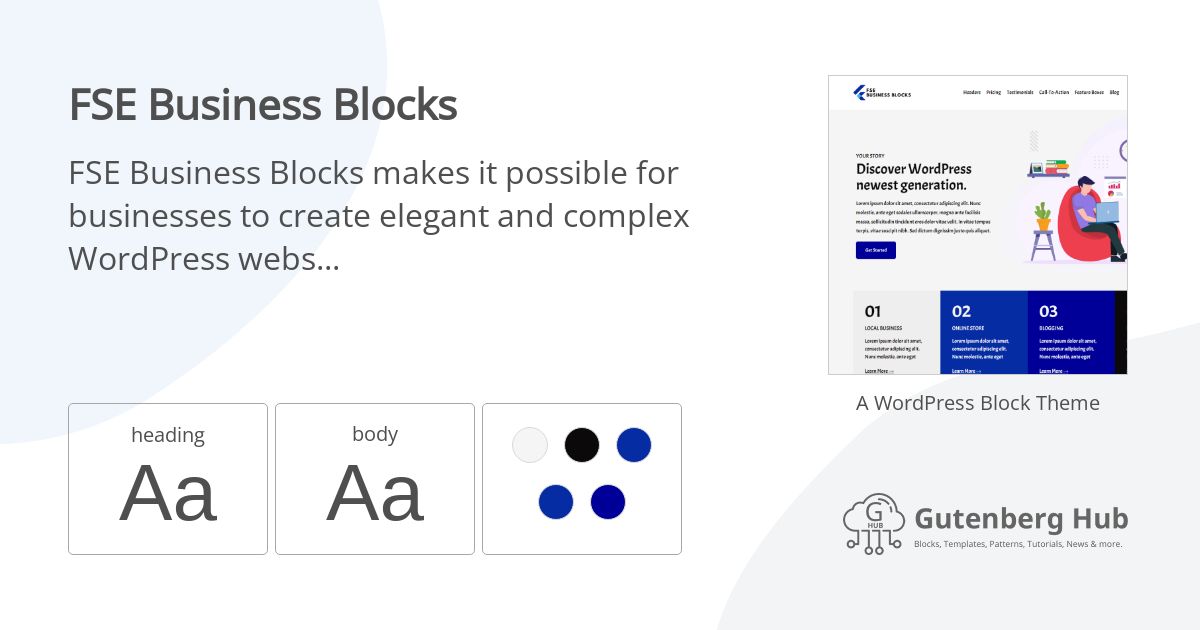 FSE Business Blocks
FSE Business Blocks makes it possible for
businesses to create elegant and complex
WordPress webs...
heading
Aa
body
Aa
FSE
BUSINESS BLOCKS
Headers Pricing Testimonials Call-To-Action Feature Boxes Blog
YOUR STORY
Discover WordPress
newest generation.
Lorem ipsum dolor sit amet, consectetur adipiscing elit. Nunc
molestie, ante eget sodales ullamcorper, magna ante facilisis
massa, sollicitudin tincidunt eros dolor vitae velit. In vitae tempus
turpis, vitae suscipit nibh. Sed dictum dignissim justo quis aliquet.
Get Started
01
LOCAL BUSINESS
Lorem ipsum dolor sit amet,
consectetur adipiscing elit.
Nunc molestie, ante eget
Learn More →
02
ONLINE STORE
Lorem ipsum dolor sit amet,
consectetur adipiscing elit.
Nunc molestie, ante eget
Learn More →
03
BLOGGING
Lorem ipsum dolor sit amet,
consectetur adipiscing elit.
Nunc molestie, ante eget
Learn More →
A WordPress Block Theme
G
HUB
Gutenberg Hub
Blocks, Templates, Patterns, Tutorials, News & more.